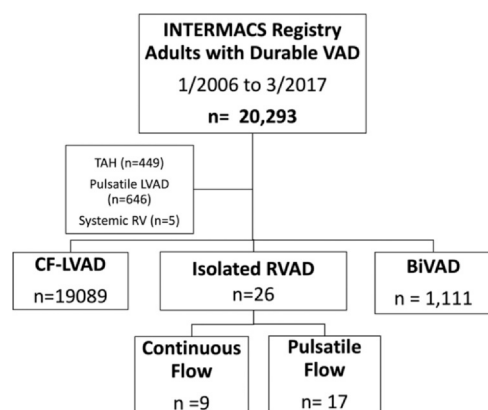 INTERMACS Registry
Adults with Durable VAD
1/2006 to 3/2017
n= 20,293
TAH (n=449)
Pulsatile LVAD
(n=646)
Systemic RV (n=5)
CF-LVAD
n=19089
Isolated RVAD
n=26
BiVAD
n = 1,111
Continuous
Flow
n =9
Pulsatile
Flow
n= 17